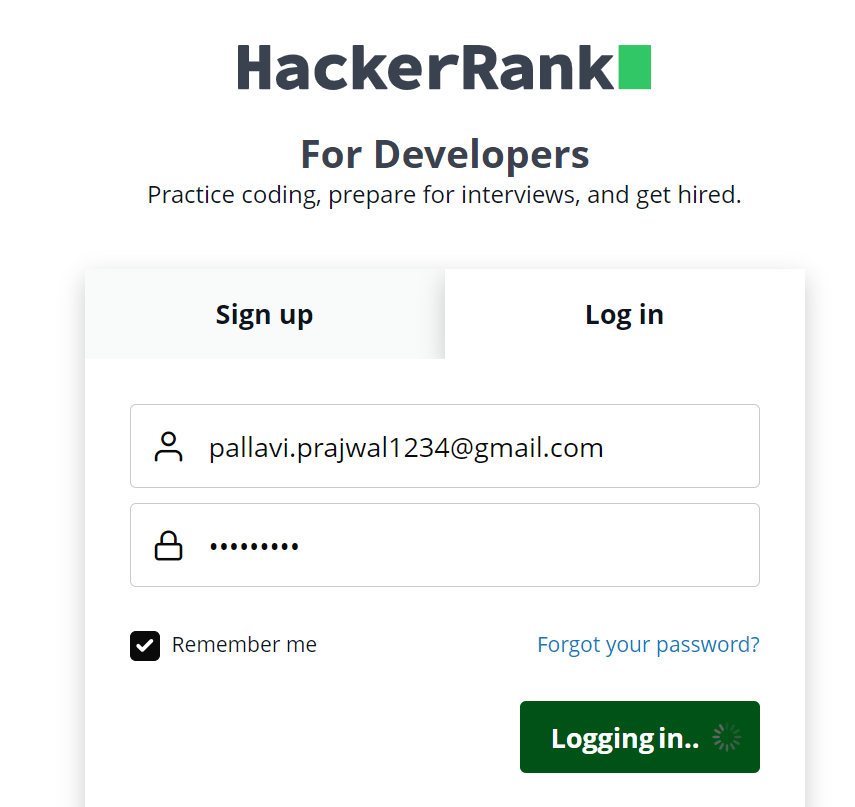 HackerRank
For Developers
Practice coding, prepare for interviews, and get hired.
Sign up
Log in
pallavi.prajwal1234@gmail.com
•••••••••
Remember me
Forgot your password?
Logging in..